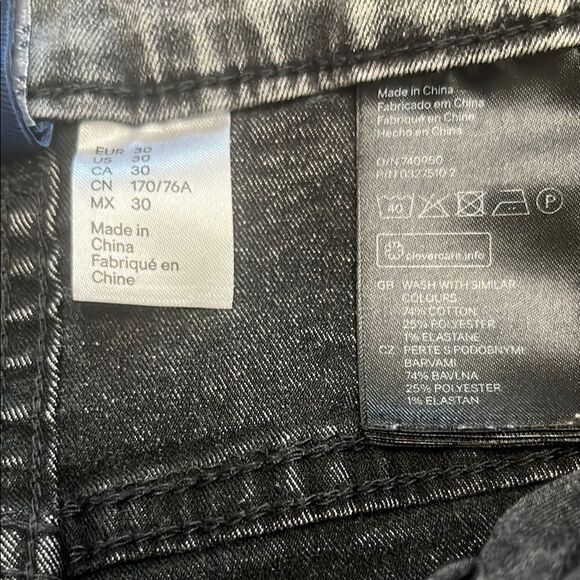 EUR 30
US 30
CA 30
CN 170/76A
MX 30
Made in
China
Fabriqué en
Chine
Made in China
Fabricado em China
Fabriqué en Chine
Hecho en China
O/N 740950
P/N 0327510 2
40
P
clevercare.info
GB WASH WITH SIMILAR
COLOURS
74% COTTON
25% POLYESTER
1% ELASTANE
CZ PERTE S PODOBNÝMI
BARVAMI
74% BAVLNA
25% POLYESTER
1% ELASTAN